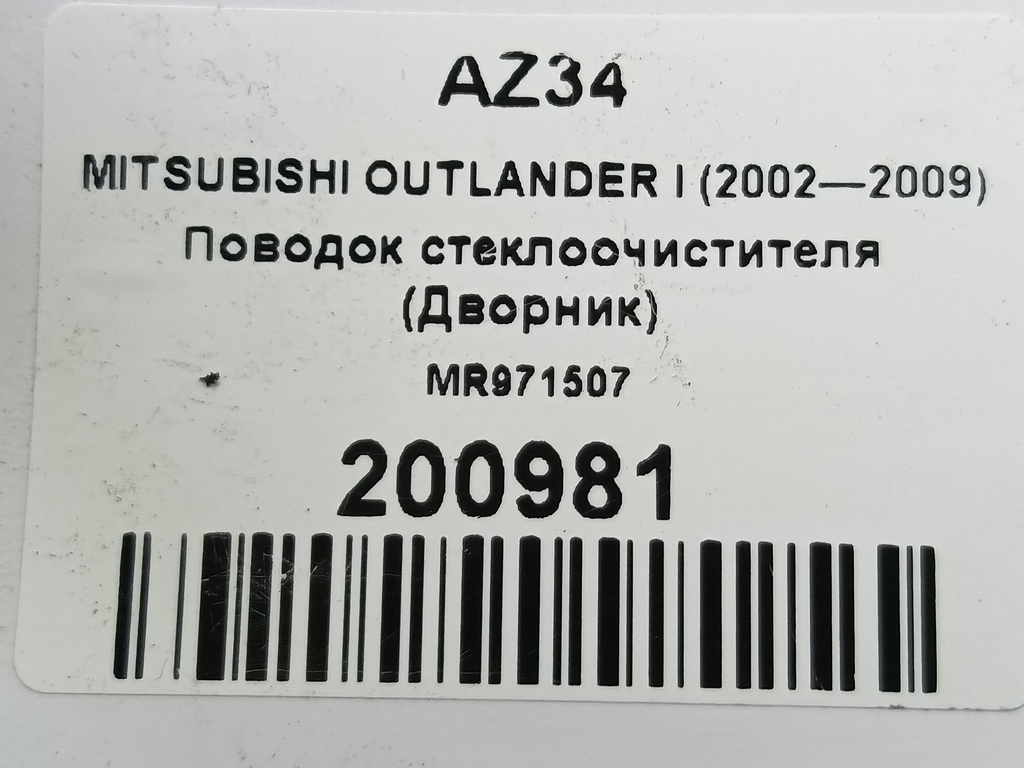 AZ34
MITSUBISHI OUTLANDER I (2002—2009)
Поводок стеклоочистителя
(Дворник)
MR971507
200981